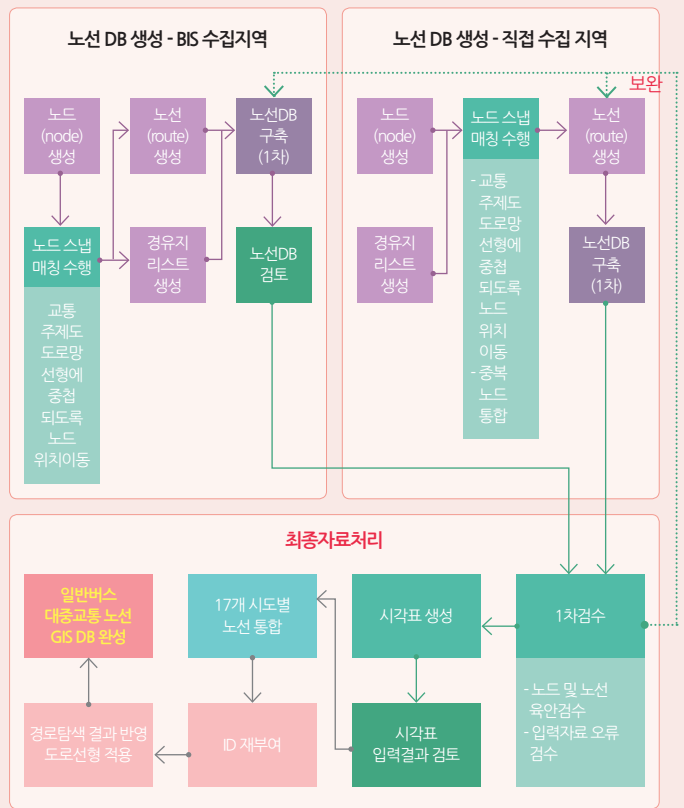 노선 DB 생성 - BIS 수집지역
노드
(node)
생성
노선
(route)
생성
노선DB
구축
(1차)
노드 스냅
매칭 수행
경유지
리스트
생성
노선DB
검토
교통
주제도
도로망
선형에
중첩
되도록
노드
위치이동
노선 DB 생성 - 직접 수집 지역
보완
노드
(node)
생성
노드 스냅
매칭 수행
노선
(route)
생성
- 교통
주제도
도로망
선형에
중첩
되도록
노드
위치
이동
- 중복
노드
통합
경유지
리스트
생성
노선DB
구축
(1차)
최종자료처리
일반버스
대중교통 노선
GIS DB 완성
17개 시도별
노선 통합
시각표 생성
1차검수
- 노드 및 노선
육안검수
- 입력자료 오류
검수
경로탐색 결과 반영
도로선형 적용
ID 재부여
시각표
입력결과 검토